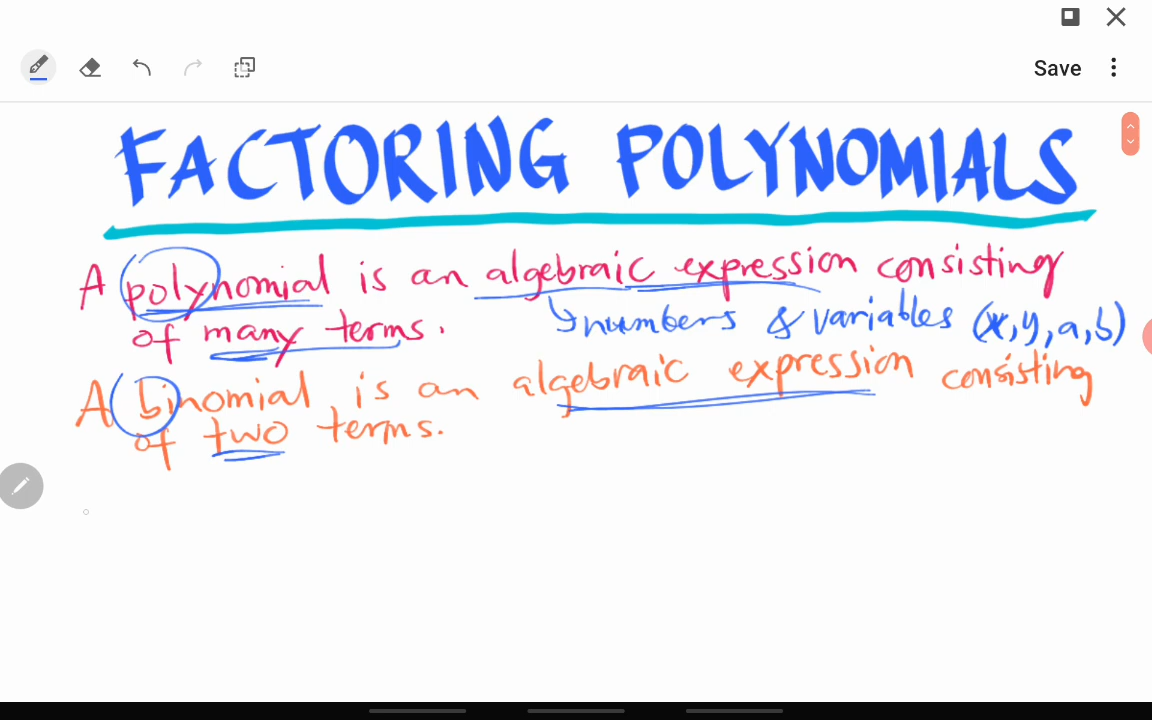 Save
FACTORING POLYNOMIALS
A polynomial is an algebraic expression consisting
of many terms.
numbers & variables (x, y, a, b)
A binomial is an algebraic expression consisting
of two terms.